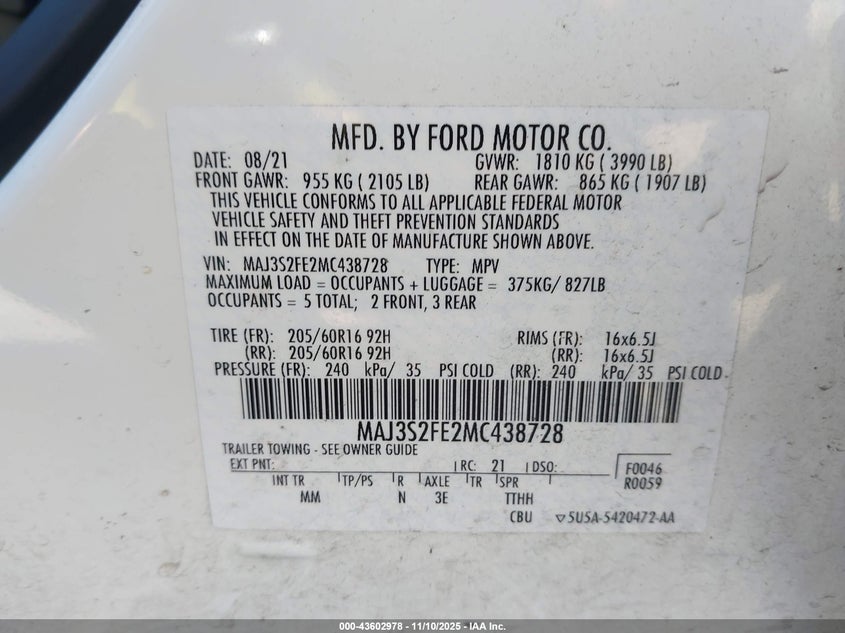 MFD. BY FORD MOTOR CO.
DATE: 08/21 GVWR: 1810 KG ( 3990 LB)
FRONT GAWR: 955 KG ( 2105 LB) REAR GAWR: 865 KG ( 1907 LB)
THIS VEHICLE CONFORMS TO ALL APPLICABLE FEDERAL MOTOR
VEHICLE SAFETY AND THEFT PREVENTION STANDARDS
IN EFFECT ON THE DATE OF MANUFACTURE SHOWN ABOVE.
VIN: MAJ3S2FE2MC438728 TYPE: MPV
MAXIMUM LOAD = OCCUPANTS + LUGGAGE = 375KG/ 827LB
OCCUPANTS = 5 TOTAL; 2 FRONT, 3 REAR
TIRE (FR): 205/60R16 92H RIMS (FR): 16x6.5J
(RR): 205/60R16 92H (RR): 16x6.5J
PRESSURE (FR): 240 kPa/ 35 PSI COLD (RR): 240 kPa/ 35 PSI COLD
MAJ3S2FE2MC438728
TRAILER TOWING - SEE OWNER GUIDE
EXT PNT: RC: 21 DSO: F0046
R0059
INT TR TP/PS R AXLE TR SPR
MM N 3E TTHH
CBU ▽5U5A-5420472-AA
000-43602978 - 11/10/2025 - IAA Inc.